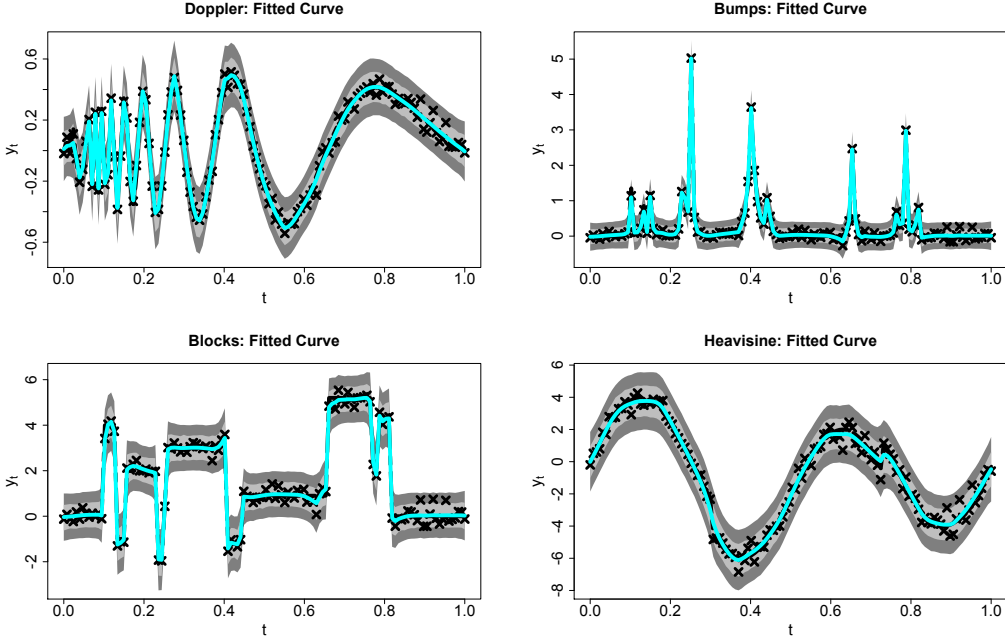 Doppler: Fitted Curve
yt
0.6
0.2
-0.2
-0.6
0.0 0.2 0.4 0.6 0.8 1.0
t
Bumps: Fitted Curve
yt
5
4
3
2
1
0
0.0 0.2 0.4 0.6 0.8 1.0
t
Blocks: Fitted Curve
yt
6
4
2
0
-2
0.0 0.2 0.4 0.6 0.8 1.0
t
Heavisine: Fitted Curve
yt
6
4
2
0
-2
-4
-6
-8
0.0 0.2 0.4 0.6 0.8 1.0
t